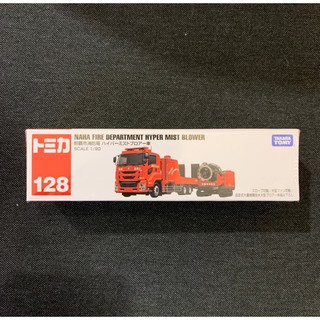 トミカ
128
NAHA FIRE DEPARTMENT HYPER MIST BLOWER
那覇市消防局 ハイパーミストブロアー車
SCALE 1/90
TAKARA
TOMY